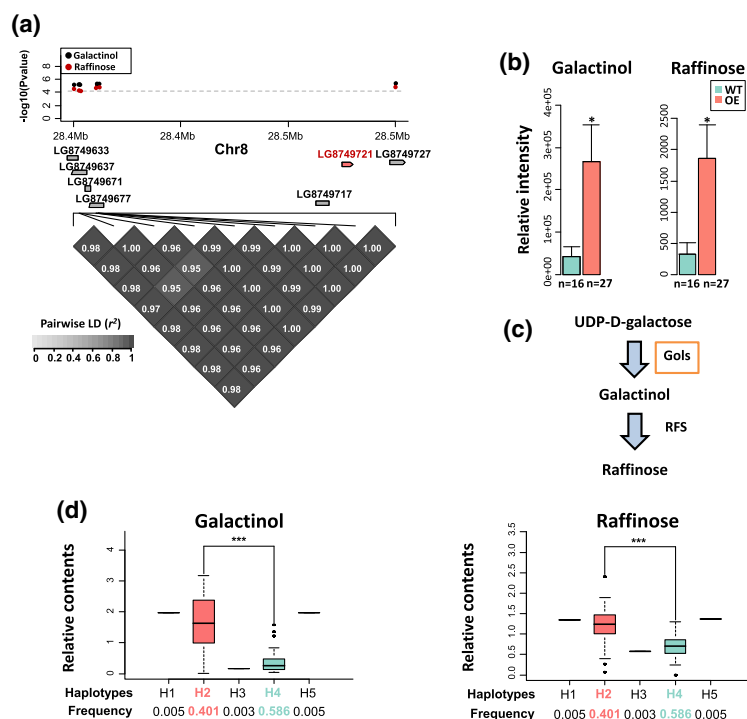 (a)
Galactinol
Raffinose
-log10(Pvalue)
8
6
4
2
0
28.4Mb 28.4Mb 28.5Mb 28.5Mb
Chr8
LG8749633
LG8749637
LG8749671
LG8749677
LG8749721
LG8749727
LG8749717
0.98 1.00 0.96 0.99 0.99 1.00 1.00 1.00
0.98 0.96 0.95 1.00 1.00 1.00 1.00
0.98 0.95 0.96 1.00 1.00 0.99
0.97 0.96 0.96 1.00 1.00
0.98 0.96 0.96 1.00
0.98 0.96 0.96
0.98 0.96
0.98
Pairwise LD (r²)
0 0.2 0.4 0.6 0.8 1
(b)
Galactinol
Raffinose
WT
OE
Relative intensity
4e+05
3e+05
2e+05
1e+05
0e+00
*
n=16 n=27
2500
2000
1500
1000
500
0
*
n=16 n=27
(c)
UDP-D-galactose
Gols
Galactinol
RFS
Raffinose
(d)
Galactinol
Relative contents
4
3
2
1
0
***
Haplotypes H1 H2 H3 H4 H5
Frequency 0.005 0.401 0.003 0.586 0.005
Raffinose
Relative contents
3.5
3.0
2.5
2.0
1.5
1.0
0.5
0.0
***
Haplotypes H1 H2 H3 H4 H5
Frequency 0.005 0.401 0.003 0.586 0.005